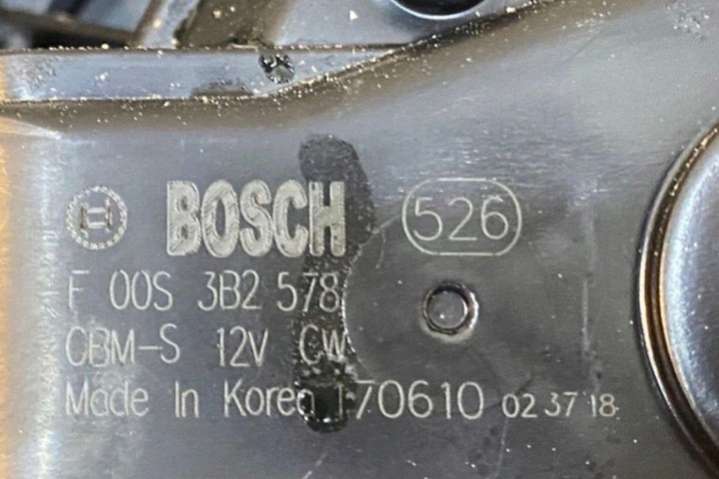 BOSCH 526
F 00S 3B2 578
CBM-S 12V CW
Made In Korea 170610 02 37 18